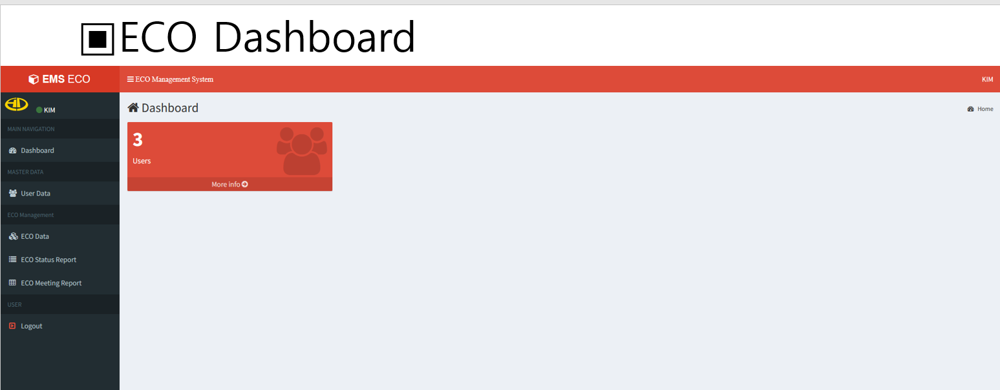 ▣ECO Dashboard
EMS ECO
ECO Management System
KIM
KIM
MAIN NAVIGATION
Dashboard
MASTER DATA
User Data
ECO Management
ECO Data
ECO Status Report
ECO Meeting Report
USER
Logout
Dashboard
Home
3
Users
More info